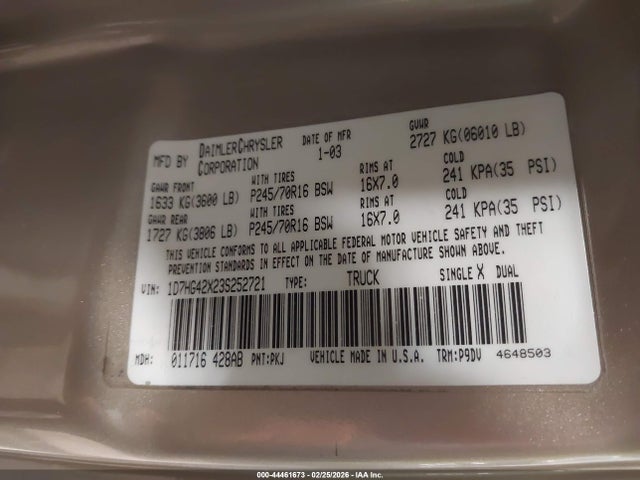 MFD BY DAIMLERCHRYSLER CORPORATION DATE OF MFR 1-03 GVWR 2727 KG(06010 LB)
GAWR FRONT WITH TIRES RIMS AT COLD
1633 KG(3600 LB) P245/70R16 BSW 16X7.0 241 KPA(35 PSI)
GAWR REAR WITH TIRES RIMS AT COLD
1727 KG(3806 LB) P245/70R16 BSW 16X7.0 241 KPA(35 PSI)
THIS VEHICLE CONFORMS TO ALL APPLICABLE FEDERAL MOTOR VEHICLE SAFETY AND THEFT
PREVENTION STANDARDS IN EFFECT ON THE DATE OF MANUFACTURE SHOWN ABOVE.
VIN: 1D7HG42X23S252721 TYPE: TRUCK SINGLE X DUAL
MDH: 011716 428AB PNT:PKJ VEHICLE MADE IN U.S.A. TRM:P9DV 4648503
000-44461673 - 02/25/2026 - IAA Inc.